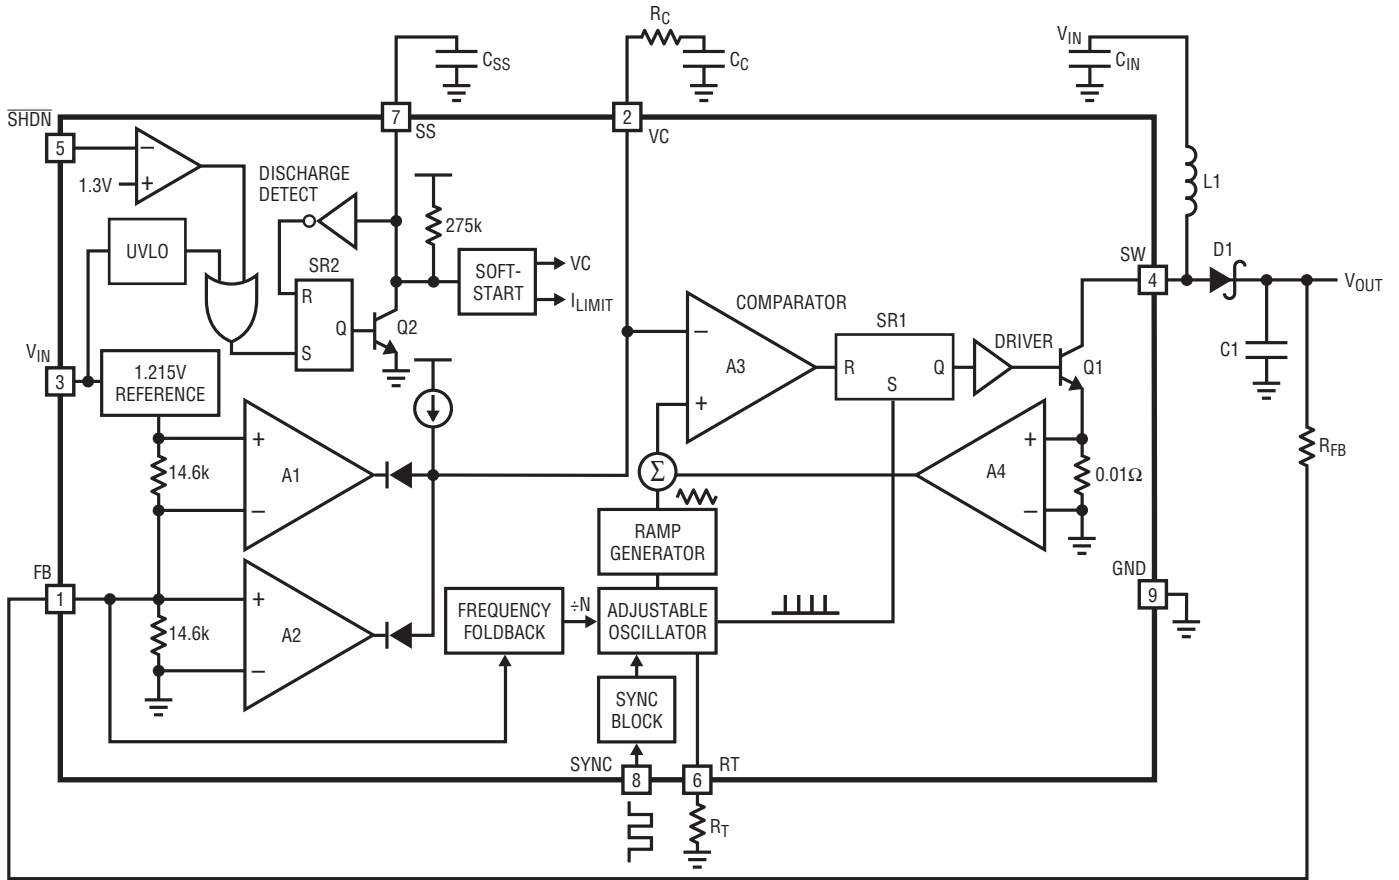 R_C
C_SS
C_C
V_IN
C_IN
SHDN
7
SS
2
VC
5
–
+
1.3V
DISCHARGE
DETECT
275k
L1
UVLO
SR2
R
Q
S
Q2
SOFT-
START
VC
I_LIMIT
SW
4
D1
V_OUT
COMPARATOR
–
A3
+
SR1
R
Q
S
DRIVER
Q1
C1
V_IN
3
1.215V
REFERENCE
14.6k
+
A1
–
Σ
A4
+
–
0.01Ω
R_FB
RAMP
GENERATOR
FB
1
14.6k
+
A2
–
FREQUENCY
FOLDBACK
÷N
ADJUSTABLE
OSCILLATOR
GND
9
SYNC
BLOCK
SYNC
8
6
RT
R_T